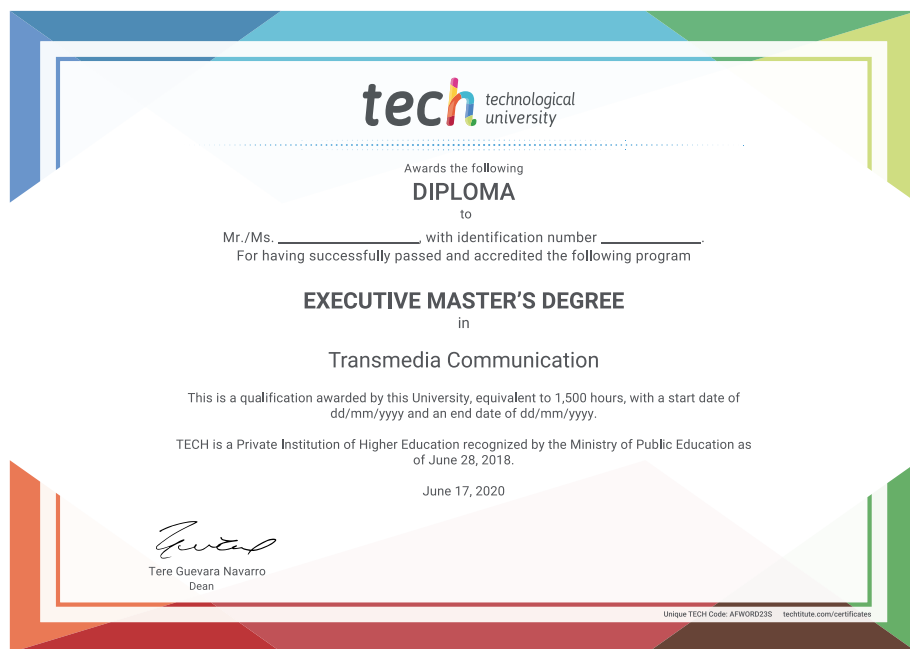 tech technological
university
Awards the following
DIPLOMA
to
Mr./Ms. ____________________, with identification number ______________.
For having successfully passed and accredited the following program
EXECUTIVE MASTER'S DEGREE
in
Transmedia Communication
This is a qualification awarded by this University, equivalent to 1,500 hours, with a start date of
dd/mm/yyyy and an end date of dd/mm/yyyy.
TECH is a Private Institution of Higher Education recognized by the Ministry of Public Education as
of June 28, 2018.
June 17, 2020
Tere Guevara Navarro
Dean
Unique TECH Code: AFWORD23S techtitute.com/certificates